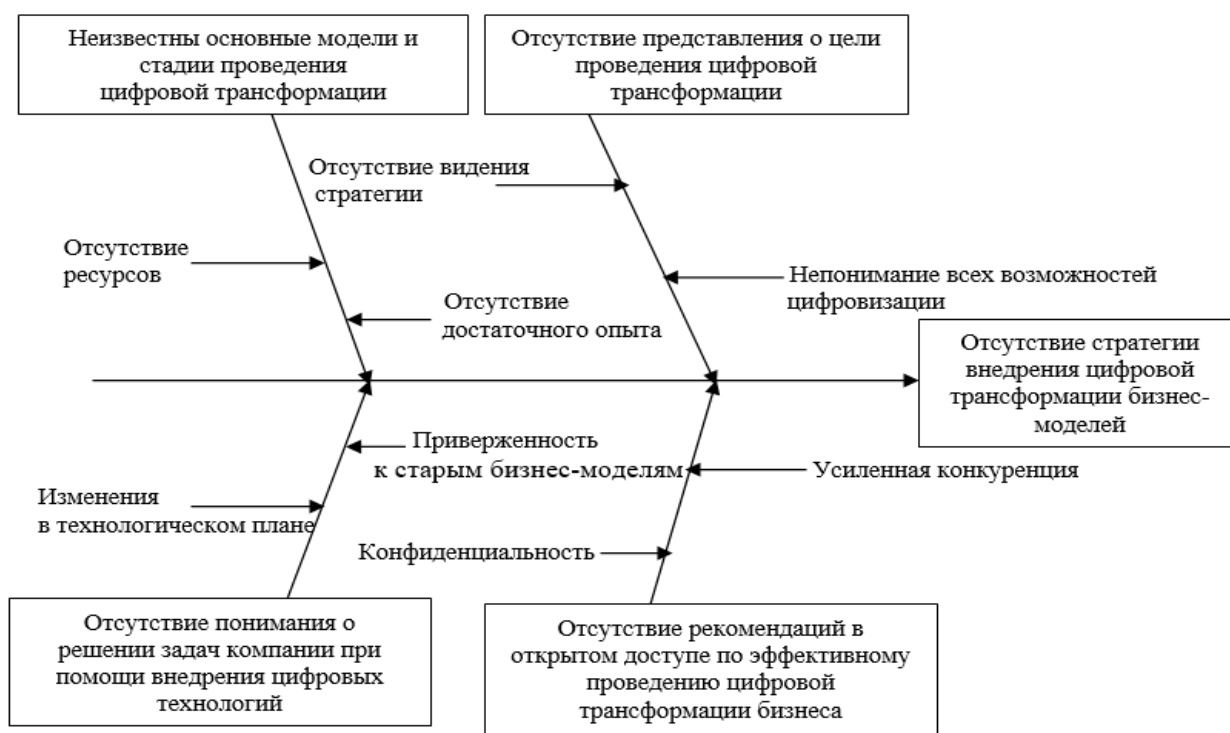 Неизвестны основные модели и
стадии проведения
цифровой трансформации
Отсутствие представления о цели
проведения цифровой
трансформации
Отсутствие видения
стратегии
Отсутствие
ресурсов
Непонимание всех возможностей
цифровизации
Отсутствие
достаточного опыта
Отсутствие стратегии
внедрения цифровой
трансформации бизнес-
моделей
Приверженность
к старым бизнес-моделям
Усиленная конкуренция
Изменения
в технологическом плане
Конфиденциальность
Отсутствие понимания о
решении задач компании при
помощи внедрения цифровых
технологий
Отсутствие рекомендаций в
открытом доступе по эффективному
проведению цифровой
трансформации бизнеса